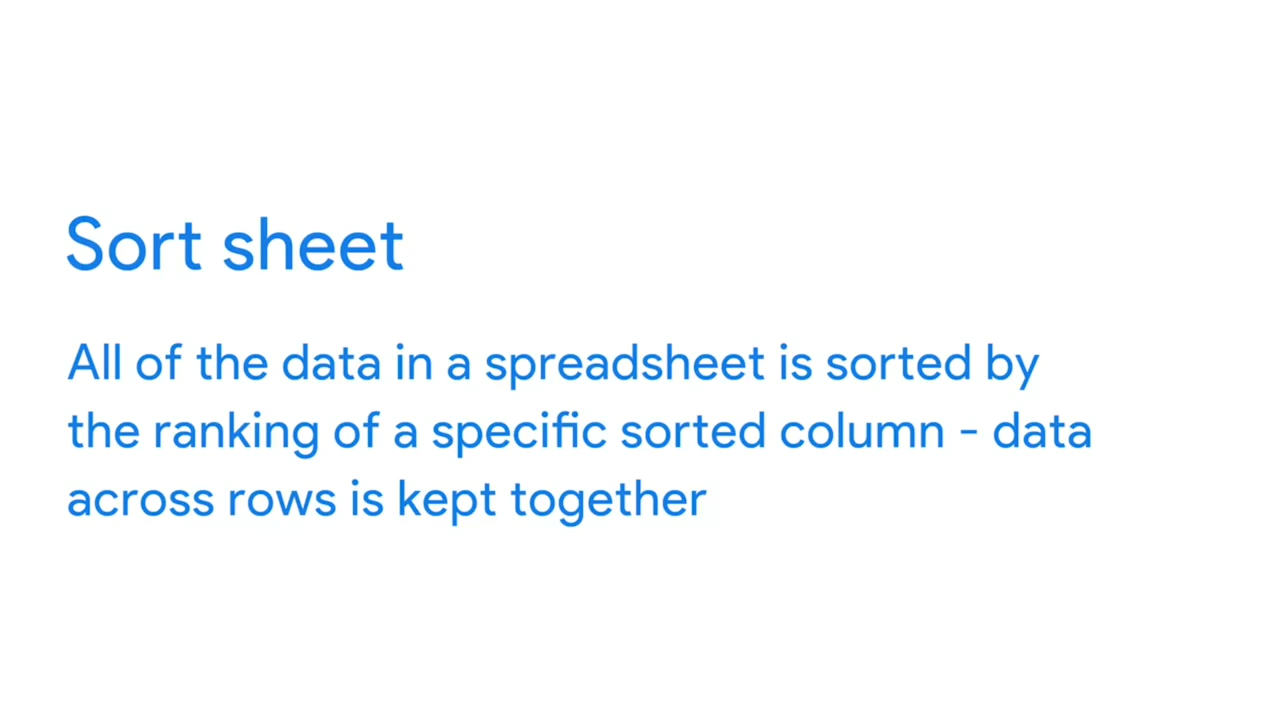 Sort sheet
All of the data in a spreadsheet is sorted by
the ranking of a specific sorted column - data
across rows is kept together